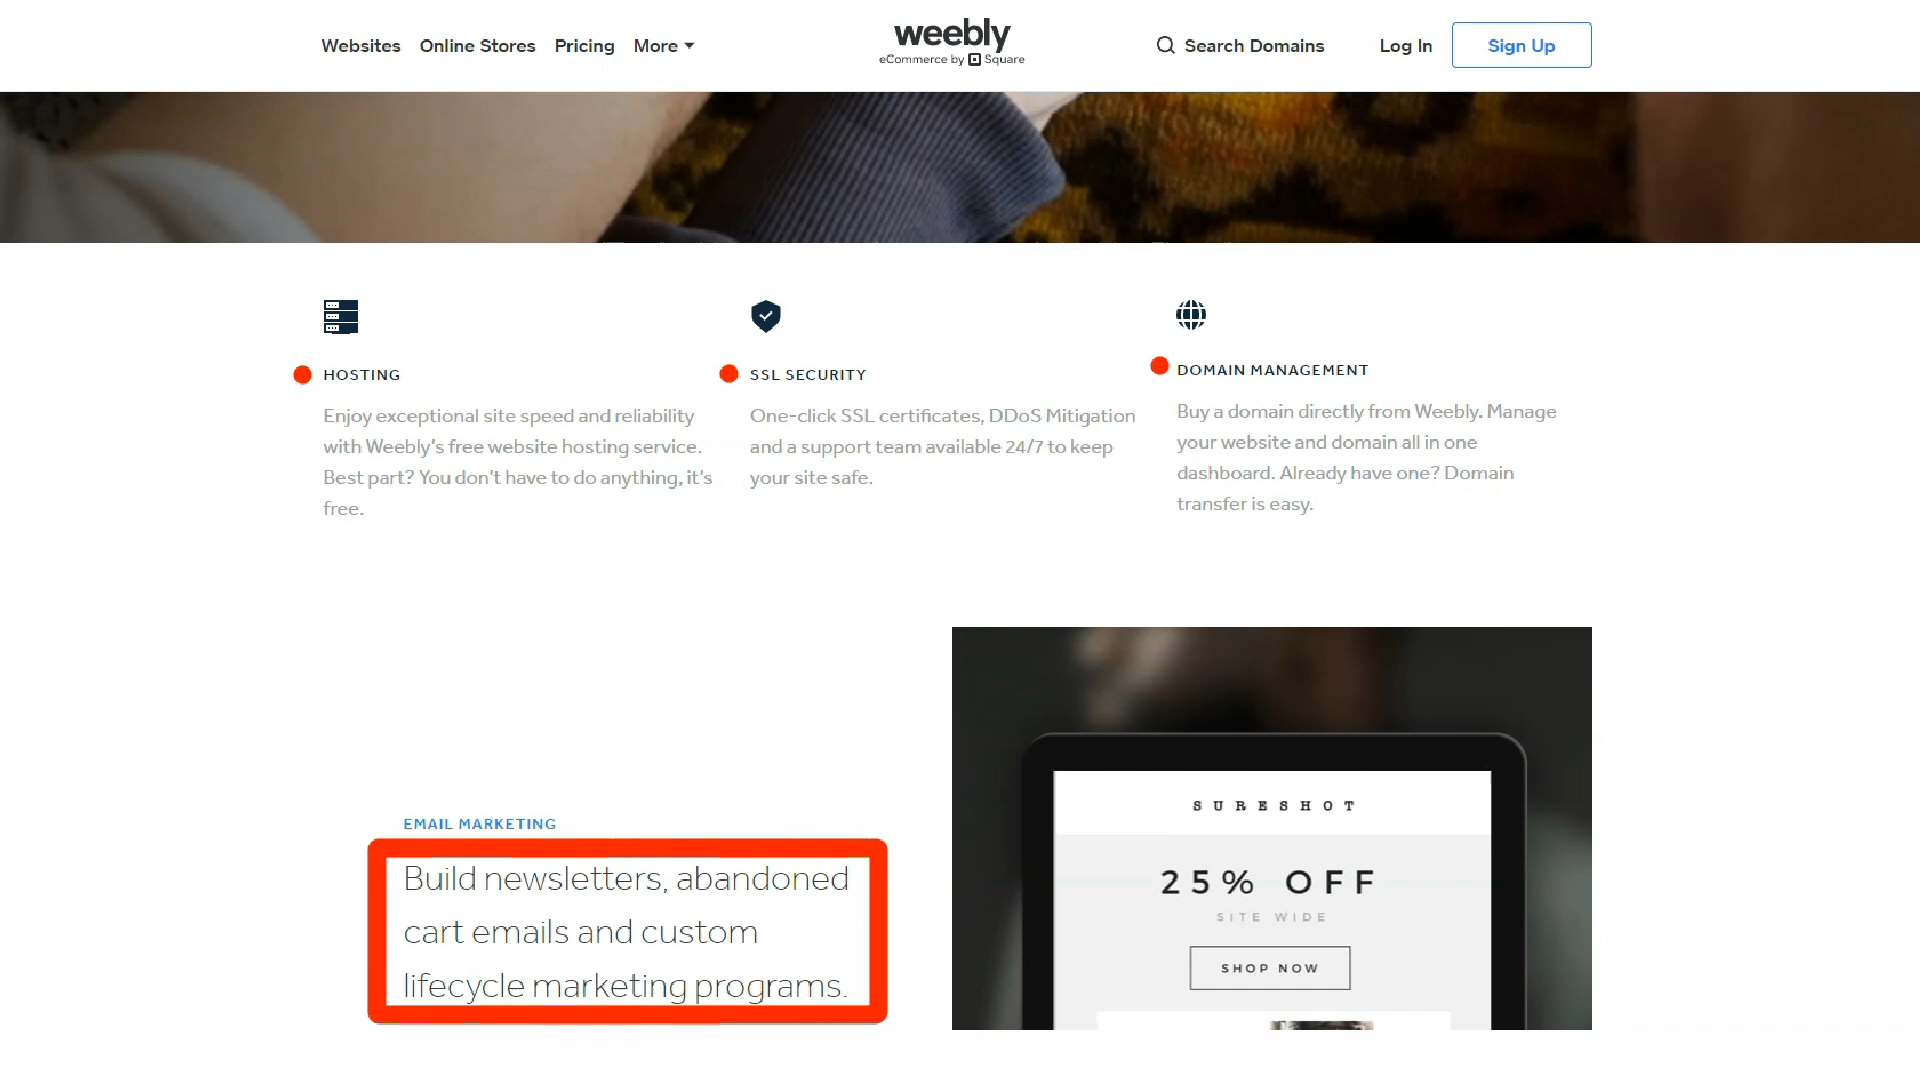 Websites Online Stores Pricing More
weebly
eCommerce by Square
Search Domains Log In Sign Up
HOSTING
Enjoy exceptional site speed and reliability
with Weebly's free website hosting service.
Best part? You don't have to do anything, it's
free.
SSL SECURITY
One-click SSL certificates, DDoS Mitigation
and a support team available 24/7 to keep
your site safe.
DOMAIN MANAGEMENT
Buy a domain directly from Weebly. Manage
your website and domain all in one
dashboard. Already have one? Domain
transfer is easy.
EMAIL MARKETING
Build newsletters, abandoned
cart emails and custom
lifecycle marketing programs.
SURESHOT
25% OFF
SITE WIDE
SHOP NOW